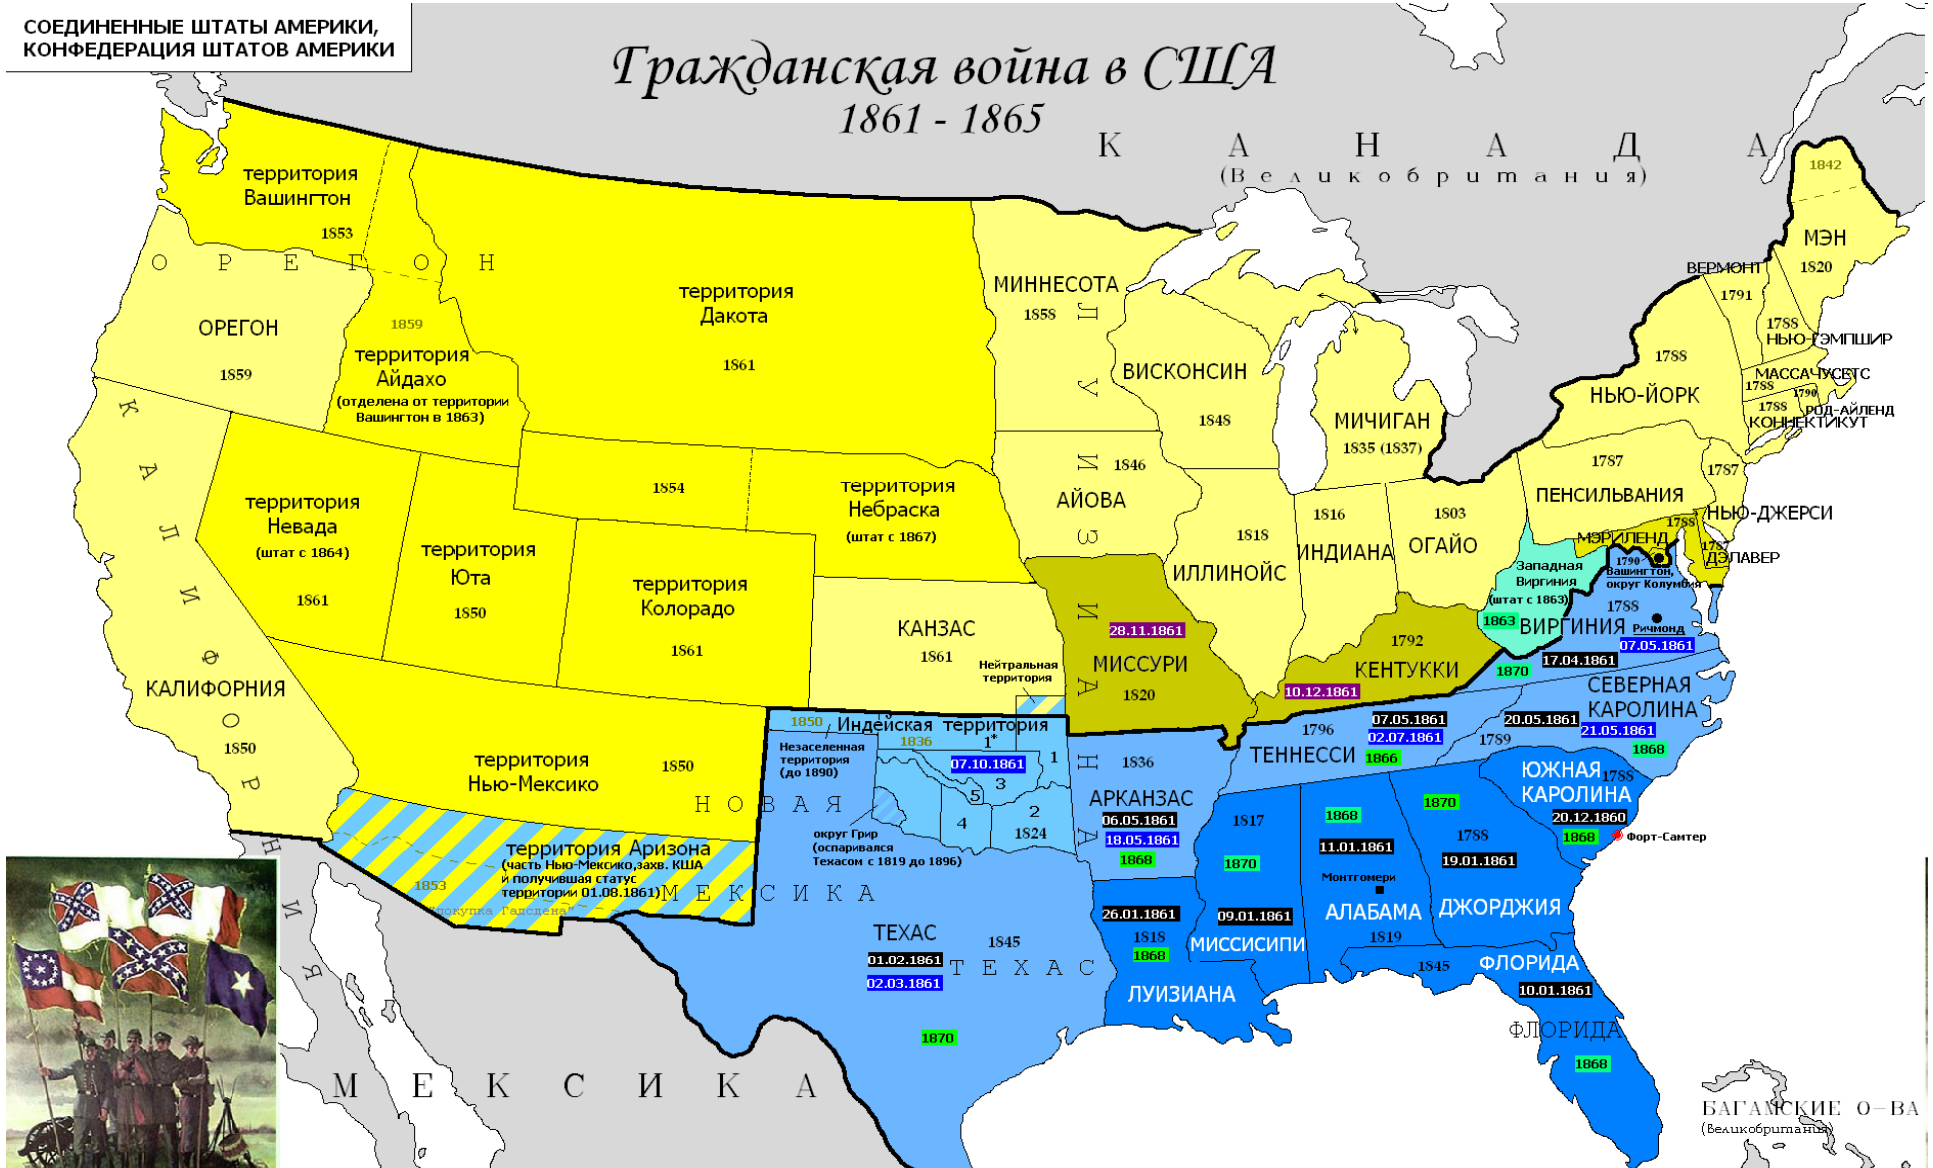 СОЕДИНЕННЫЕ ШТАТЫ АМЕРИКИ,
КОНФЕДЕРАЦИЯ ШТАТОВ АМЕРИКИ
Гражданская война в США
1861 - 1865
К А Н А Д А
(Великобритания)
территория
Вашингтон
1853
О Р Е Г О Н
ОРЕГОН
1859
1859
территория
Айдахо
(отделена от территории
Вашингтон в 1863)
территория
Дакота
1861
МИННЕСОТА
1858
ВИСКОНСИН
1848
МИЧИГАН
1835 (1837)
1842
МЭН
1820
ВЕРМОНТ
1791
1788
НЬЮ-ГЭМПШИР
1788
НЬЮ-ЙОРК
МАССАЧУСЕТС
1788
1790
РОД-АЙЛЕНД
1788
КОННЕКТИКУТ
1787
ПЕНСИЛЬВАНИЯ
1787
НЬЮ-ДЖЕРСИ
1788
МЭРИЛЕНД
1787
ДЭЛАВЕР
1790
Вашингтон,
округ Колумбия
К А Л И Ф О Р Н И Я
КАЛИФОРНИЯ
1850
территория
Невада
(штат с 1864)
1861
территория
Юта
1850
1854
территория
Небраска
(штат с 1867)
территория
Колорадо
1861
Л У И З И А Н А
1846
АЙОВА
1818
ИЛЛИНОЙС
1816
ИНДИАНА
1803
ОГАЙО
Западная
Виргиния
(штат с 1863)
1863
1788
ВИРГИНИЯ
Ричмонд
07.05.1861
17.04.1861
1870
КАНЗАС
1861
Нейтральная
территория
28.11.1861
МИССУРИ
1820
1792
КЕНТУККИ
10.12.1861
территория
Нью-Мексико
1850
Н О В А Я
М Е К С И К А
территория Аризона
(часть Нью-Мексико,захв. КША
и получившая статус
территории 01.08.1861)
1853
"покупка Гадсдена"
1850
Индейская территория
1836
1*
07.10.1861
1
3
5
4
2
1824
Незаселенная
территория
(до 1890)
округ Грир
(оспаривался
Техасом с 1819 до 1896)
1836
АРКАНЗАС
06.05.1861
18.05.1861
1868
1796
ТЕННЕССИ
07.05.1861
02.07.1861
1866
СЕВЕРНАЯ
КАРОЛИНА
20.05.1861
21.05.1861
1789
1868
ЮЖНАЯ
КАРОЛИНА
1788
20.12.1860
1868
Форт-Самтер
ТЕХАС
1845
01.02.1861
02.03.1861
Т Е Х А С
1870
26.01.1861
1818
1868
ЛУИЗИАНА
1817
1870
09.01.1861
МИССИСИПИ
1868
11.01.1861
Монтгомери
АЛАБАМА
1819
1870
1788
19.01.1861
ДЖОРДЖИЯ
1845
ФЛОРИДА
10.01.1861
ФЛОРИДА
1868
М Е К С И К А
БАГАМСКИЕ О-ВА
(Великобритания)